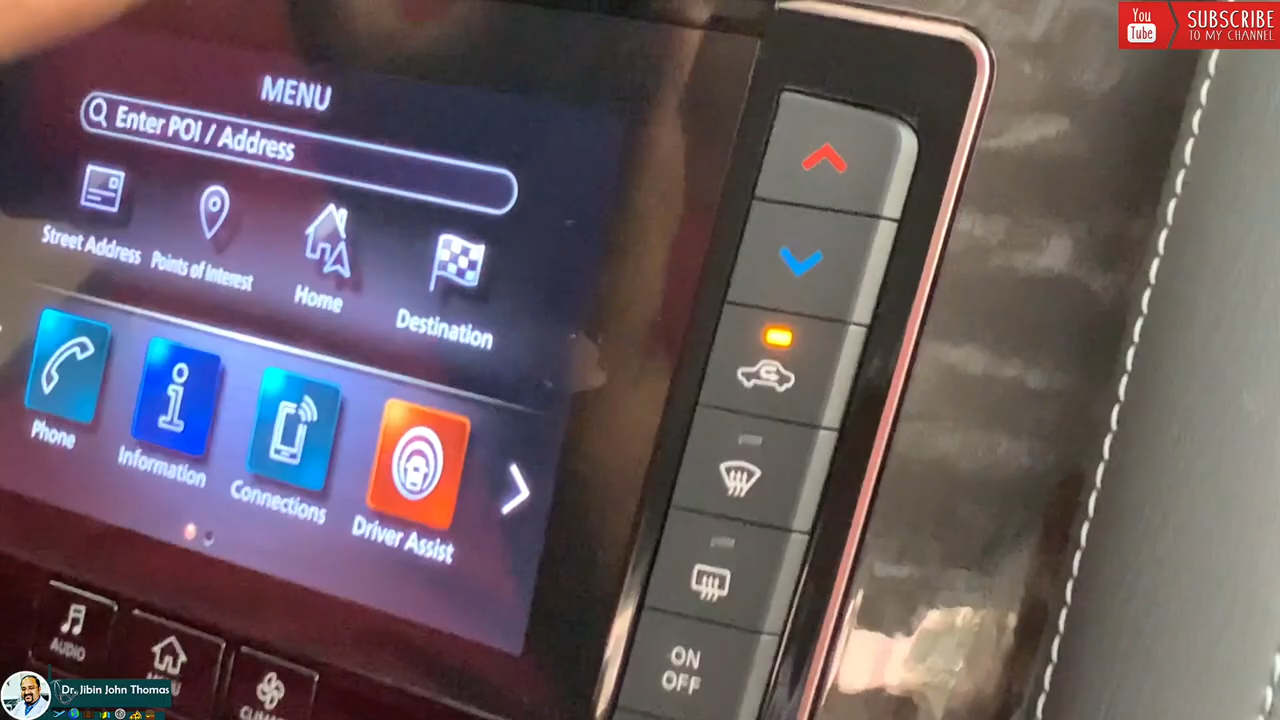 You
Tube
SUBSCRIBE
TO MY CHANNEL
MENU
Enter POI / Address
Street Address
Points of Interest
Home
Destination
Phone
Information
Connections
Driver Assist
AUDIO
MENU
ON
OFF
Dr. Jibin John Thomas